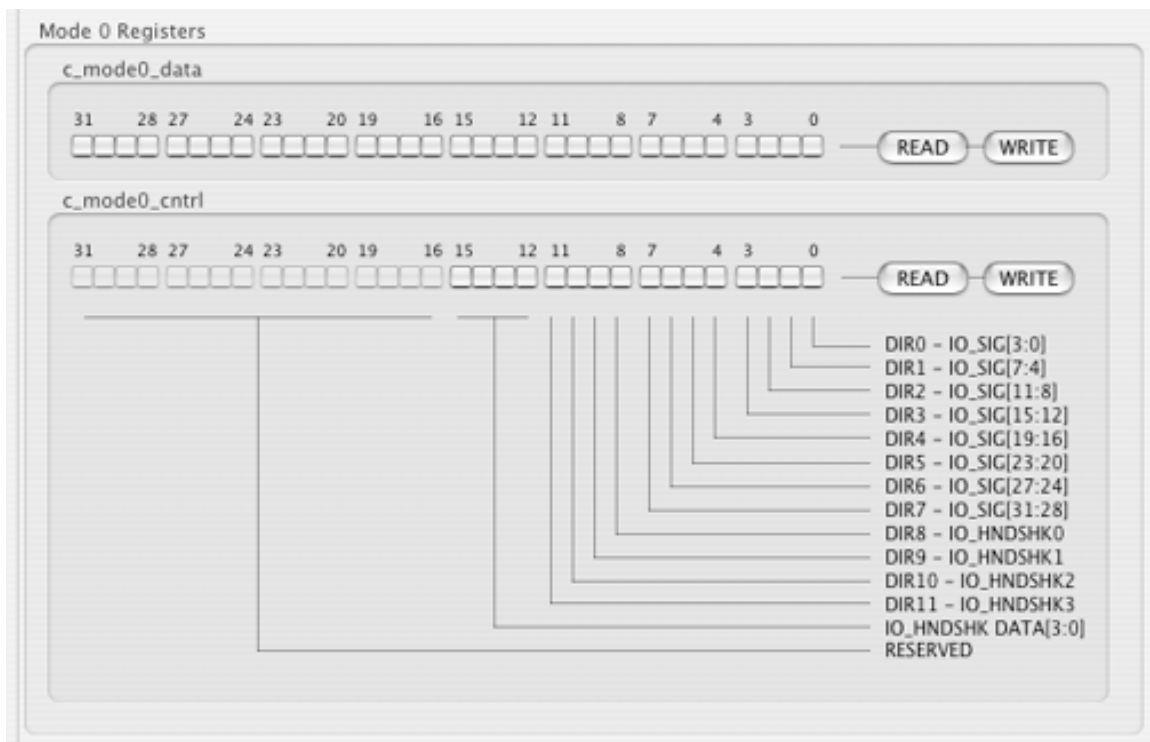 Mode 0 Registers
c_mode0_data
31 28 27 24 23 20 19 16 15 12 11 8 7 4 3 0
READ WRITE
c_mode0_cntrl
31 28 27 24 23 20 19 16 15 12 11 8 7 4 3 0
READ WRITE
DIR0 - IO_SIG[3:0]
DIR1 - IO_SIG[7:4]
DIR2 - IO_SIG[11:8]
DIR3 - IO_SIG[15:12]
DIR4 - IO_SIG[19:16]
DIR5 - IO_SIG[23:20]
DIR6 - IO_SIG[27:24]
DIR7 - IO_SIG[31:28]
DIR8 - IO_HNDSHK0
DIR9 - IO_HNDSHK1
DIR10 - IO_HNDSHK2
DIR11 - IO_HNDSHK3
IO_HNDSHK DATA[3:0]
RESERVED